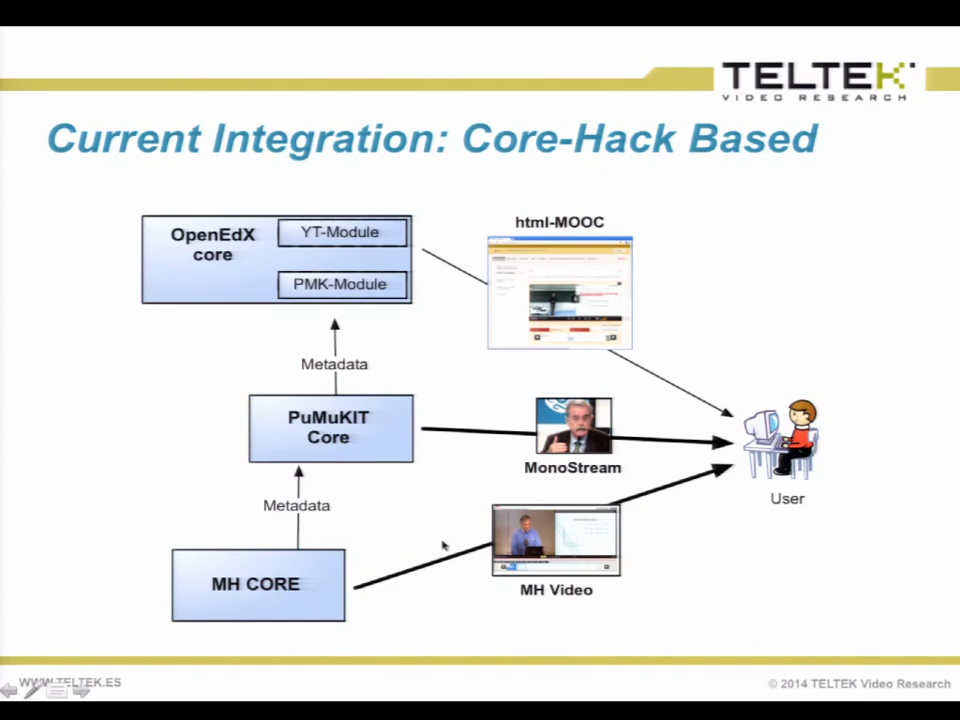 TELTEK
VIDEO RESEARCH
Current Integration: Core-Hack Based
OpenEdX
core
YT-Module
PMK-Module
html-MOOC
Metadata
PuMuKIT
Core
MonoStream
User
Metadata
MH CORE
MH Video
WWW.TELTEK.ES
© 2014 TELTEK Video Research